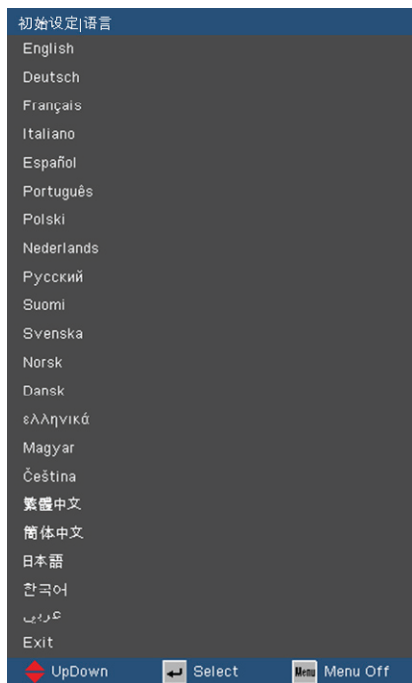 初始设定|语言
English
Deutsch
Français
Italiano
Español
Português
Polski
Nederlands
Русский
Suomi
Svenska
Norsk
Dansk
ελληνικά
Magyar
Čeština
繁體中文
简体中文
日本語
한국어
عربي
Exit
UpDown Select Menu Menu Off